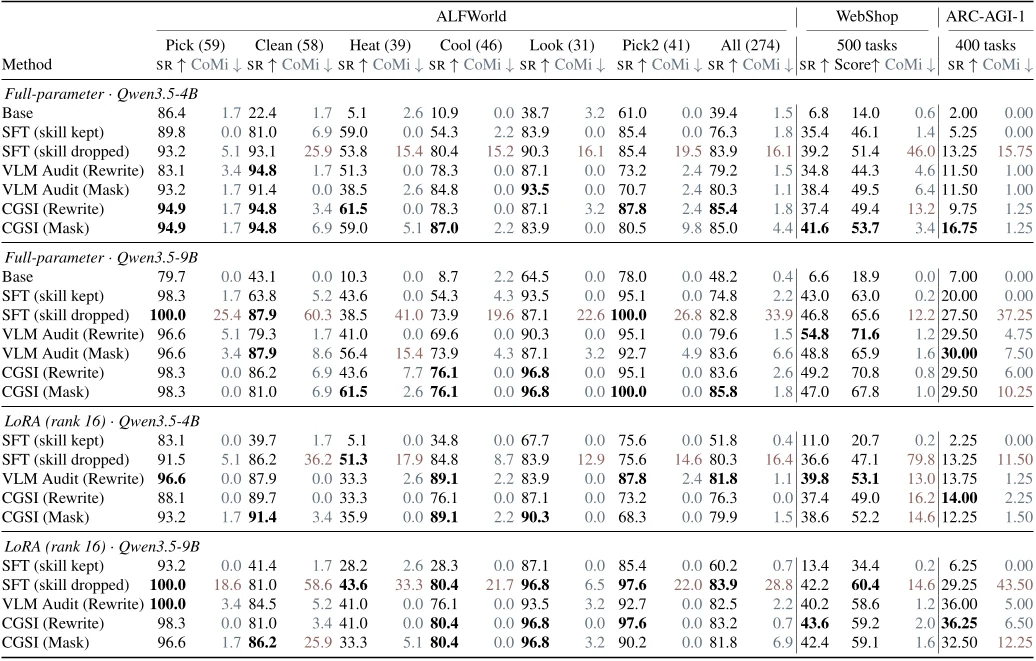 ALFWorld WebShop ARC-AGI-1
Pick (59) Clean (58) Heat (39) Cool (46) Look (31) Pick2 (41) All (274) 500 tasks 400 tasks
Method SR ↑ CoMi ↓ SR ↑ CoMi ↓ SR ↑ CoMi ↓ SR ↑ CoMi ↓ SR ↑ CoMi ↓ SR ↑ CoMi ↓ SR ↑ CoMi ↓ SR ↑ Score↑ CoMi ↓ SR ↑ CoMi ↓
Full-parameter · Qwen3.5-4B
Base 86.4 1.7 22.4 1.7 5.1 2.6 10.9 0.0 38.7 3.2 61.0 0.0 39.4 1.5 6.8 14.0 0.6 2.00 0.00
SFT (skill kept) 89.8 0.0 81.0 6.9 59.0 0.0 54.3 2.2 83.9 0.0 85.4 0.0 76.3 1.8 35.4 46.1 1.4 5.25 0.00
SFT (skill dropped) 93.2 5.1 93.1 25.9 53.8 15.4 80.4 15.2 90.3 16.1 85.4 19.5 83.9 16.1 39.2 51.4 46.0 13.25 15.75
VLM Audit (Rewrite) 83.1 3.4 94.8 1.7 51.3 0.0 78.3 0.0 87.1 0.0 73.2 2.4 79.2 1.5 34.8 44.3 4.6 11.50 1.00
VLM Audit (Mask) 93.2 1.7 91.4 0.0 38.5 2.6 84.8 0.0 93.5 0.0 70.7 2.4 80.3 1.1 38.4 49.5 6.4 11.50 1.00
CGSI (Rewrite) 94.9 1.7 94.8 3.4 61.5 0.0 78.3 0.0 87.1 3.2 87.8 2.4 85.4 1.8 37.4 49.4 13.2 9.75 1.25
CGSI (Mask) 94.9 1.7 94.8 6.9 59.0 5.1 87.0 2.2 83.9 0.0 80.5 9.8 85.0 4.4 41.6 53.7 3.4 16.75 1.25
Full-parameter · Qwen3.5-9B
Base 79.7 0.0 43.1 0.0 10.3 0.0 8.7 2.2 64.5 0.0 78.0 0.0 48.2 0.4 6.6 18.9 0.0 7.00 0.00
SFT (skill kept) 98.3 1.7 63.8 5.2 43.6 0.0 54.3 4.3 93.5 0.0 95.1 0.0 74.8 2.2 43.0 63.0 0.2 20.00 0.00
SFT (skill dropped) 100.0 25.4 87.9 60.3 38.5 41.0 73.9 19.6 87.1 22.6 100.0 26.8 82.8 33.9 46.8 65.6 12.2 27.50 37.25
VLM Audit (Rewrite) 96.6 5.1 79.3 1.7 41.0 0.0 69.6 0.0 90.3 0.0 95.1 0.0 79.6 1.5 54.8 71.6 1.2 29.50 4.75
VLM Audit (Mask) 96.6 3.4 87.9 8.6 56.4 15.4 73.9 4.3 87.1 3.2 92.7 4.9 83.6 6.6 48.8 65.9 1.6 30.00 7.50
CGSI (Rewrite) 98.3 0.0 86.2 6.9 43.6 7.7 76.1 0.0 96.8 0.0 95.1 0.0 83.6 2.6 49.2 70.8 0.8 29.50 6.00
CGSI (Mask) 98.3 0.0 81.0 6.9 61.5 2.6 76.1 0.0 96.8 0.0 100.0 0.0 85.8 1.8 47.0 67.8 1.0 29.50 10.25
LoRA (rank 16) · Qwen3.5-4B
SFT (skill kept) 83.1 0.0 39.7 1.7 5.1 0.0 34.8 0.0 67.7 0.0 75.6 0.0 51.8 0.4 11.0 20.7 0.2 2.25 0.00
SFT (skill dropped) 91.5 5.1 86.2 36.2 51.3 17.9 84.8 8.7 83.9 12.9 75.6 14.6 80.3 16.4 36.6 47.1 79.8 13.25 11.50
VLM Audit (Rewrite) 96.6 0.0 87.9 0.0 33.3 2.6 89.1 2.2 83.9 0.0 87.8 2.4 81.8 1.1 39.8 53.1 13.0 13.75 1.25
CGSI (Rewrite) 88.1 0.0 89.7 0.0 33.3 0.0 76.1 0.0 87.1 0.0 73.2 0.0 76.3 0.0 37.4 49.0 16.2 14.00 2.25
CGSI (Mask) 93.2 1.7 91.4 3.4 35.9 0.0 89.1 2.2 90.3 0.0 68.3 0.0 79.9 1.5 38.6 52.2 14.6 12.25 1.50
LoRA (rank 16) · Qwen3.5-9B
SFT (skill kept) 93.2 0.0 41.4 1.7 28.2 2.6 28.3 0.0 87.1 0.0 85.4 0.0 60.2 0.7 13.4 34.4 0.2 6.25 0.00
SFT (skill dropped) 100.0 18.6 81.0 58.6 43.6 33.3 80.4 21.7 96.8 6.5 97.6 22.0 83.9 28.8 42.2 60.4 14.6 29.25 43.50
VLM Audit (Rewrite) 100.0 3.4 84.5 5.2 41.0 0.0 76.1 0.0 93.5 3.2 92.7 0.0 82.5 2.2 40.2 58.6 1.2 36.00 5.00
CGSI (Rewrite) 98.3 0.0 81.0 3.4 41.0 0.0 80.4 0.0 96.8 0.0 97.6 0.0 83.2 0.7 43.6 59.2 2.0 36.25 6.50
CGSI (Mask) 96.6 1.7 86.2 25.9 33.3 5.1 80.4 0.0 96.8 3.2 90.2 0.0 81.8 6.9 42.4 59.1 1.6 32.50 12.25